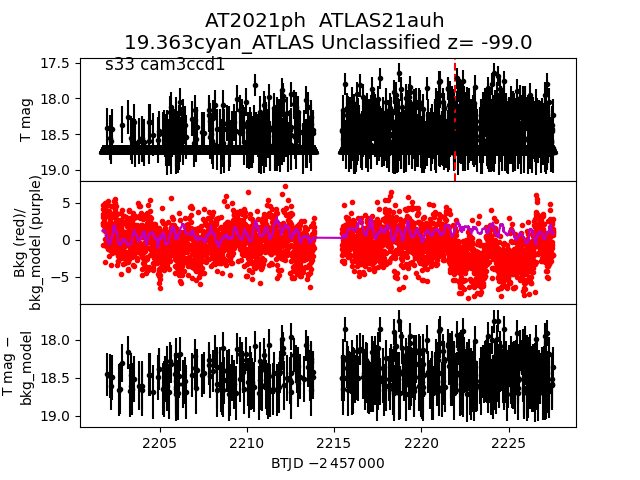 AT2021ph  ATLAS21auh
19.363cyan_ATLAS Unclassified z= -99.0
s33 cam3ccd1
17.5
18.0
18.5
19.0
T mag
5
0
−5
Bkg (red)/
bkg_model (purple)
18.0
18.5
19.0
T mag −
bkg_model
2205
2210
2215
2220
2225
BTJD −2 457 000